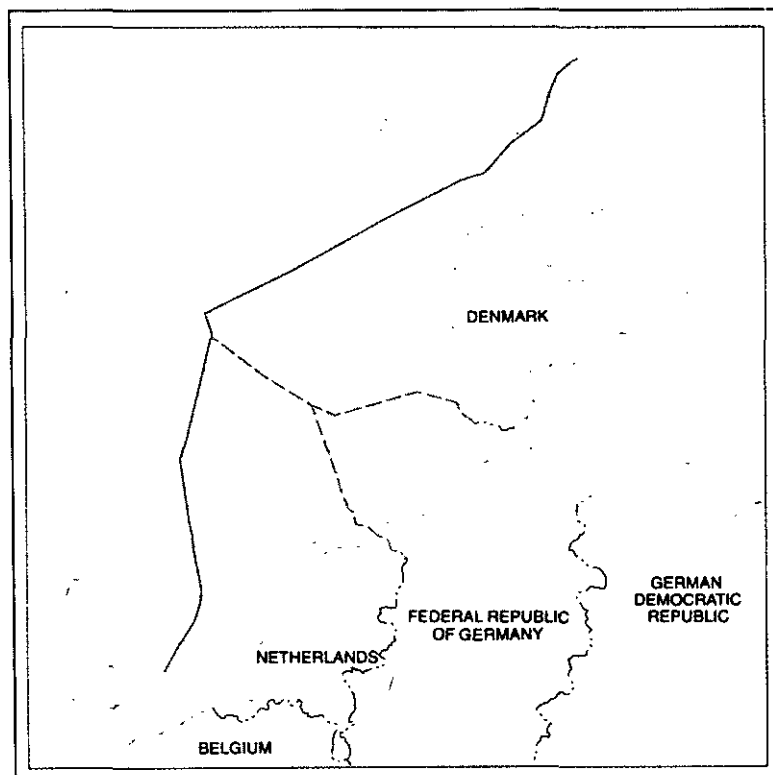 DENMARK
GERMAN
DEMOCRATIC
REPUBLIC
FEDERAL REPUBLIC
OF GERMANY
NETHERLANDS
BELGIUM